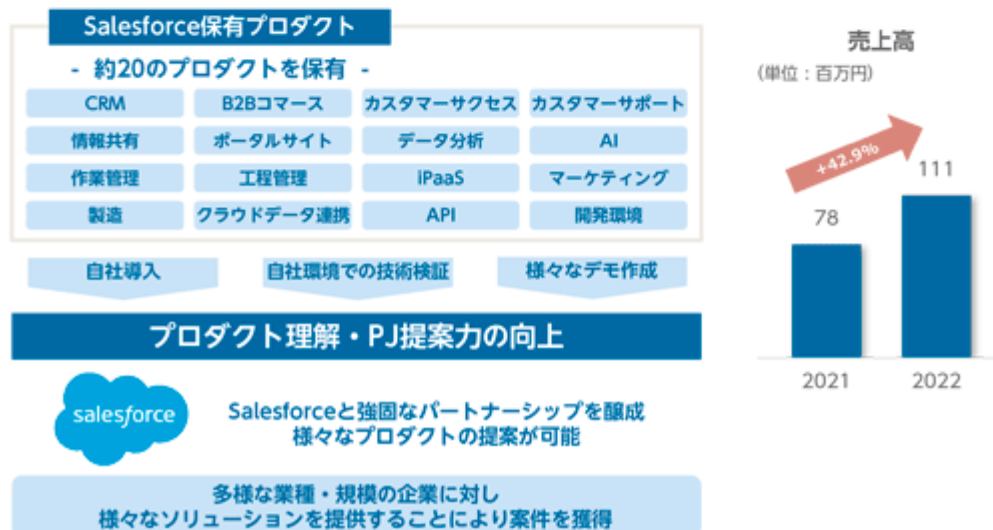 Salesforce保有プロダクト
- 約20のプロダクトを保有 -
CRM B2Bコマース カスタマーサクセス カスタマーサポート
情報共有 ポータルサイト データ分析 AI
作業管理 工程管理 iPaaS マーケティング
製造 クラウドデータ連携 API 開発環境
自社導入 自社環境での技術検証 様々なデモ作成
プロダクト理解・PJ提案力の向上
salesforce
Salesforceと強固なパートナーシップを醸成
様々なプロダクトの提案が可能
多様な業種・規模の企業に対し
様々なソリューションを提供することにより案件を獲得
売上高
(単位：百万円)
+42.9%
78
111
2021 2022